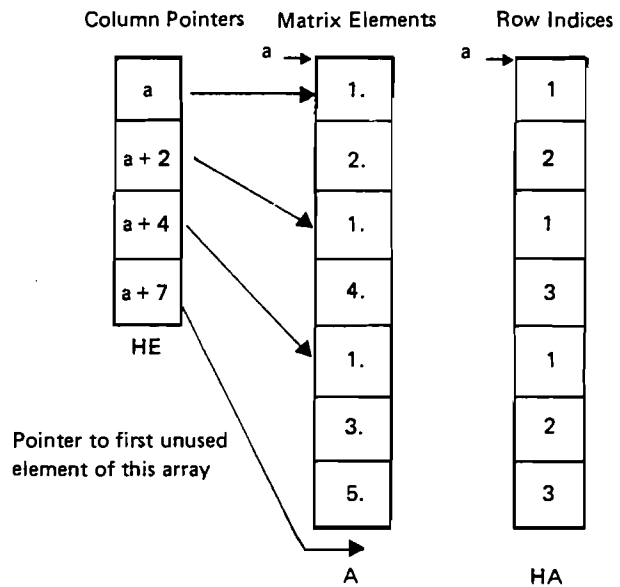 Column Pointers Matrix Elements Row Indices
a a
a 1. 1
a + 2 2. 2
a + 4 1. 1
a + 7 4. 3
HE 1. 1
3. 2
Pointer to first unused
element of this array
5. 3
A HA